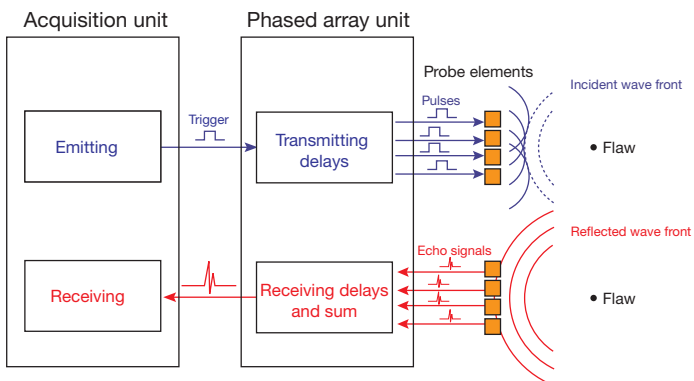 Acquisition unit
Phased array unit
Probe elements
Incident wave front
Trigger
Pulses
Emitting
Transmitting
delays
• Flaw
Reflected wave front
Echo signals
Receiving
Receiving delays
and sum
• Flaw